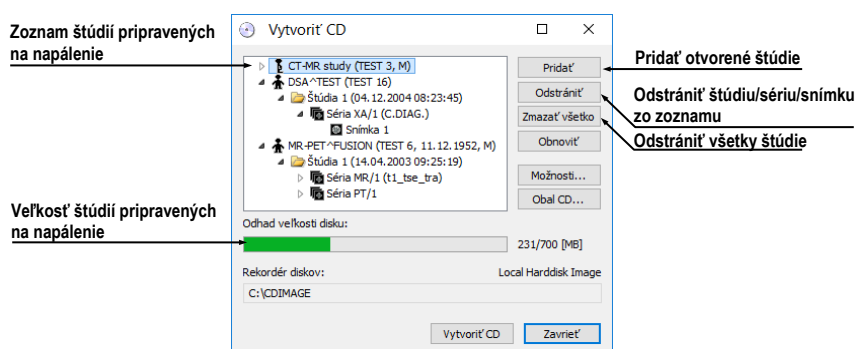 Zoznam štúdií pripravených
na napálenie
Veľkosť štúdií pripravených
na napálenie
Vytvoriť CD
CT-MR study (TEST 3, M)
DSA^TEST (TEST 16)
Štúdia 1 (04.12.2004 08:23:45)
Séria XA/1 (C.DIAG.)
Snímka 1
MR-PET^FUSION (TEST 6, 11.12.1952, M)
Štúdia 1 (14.04.2003 09:25:19)
Séria MR/1 (t1_tse_tra)
Séria PT/1
Pridať
Odstrániť
Zmazať všetko
Obnoviť
Možnosti...
Obal CD...
Odhad veľkosti disku:
231/700 [MB]
Rekordér diskov:
Local Harddisk Image
C:\CDIMAGE
Vytvoriť CD
Zavrieť
Pridať otvorené štúdie
Odstrániť štúdiu/sériu/snímku
zo zoznamu
Odstrániť všetky štúdie